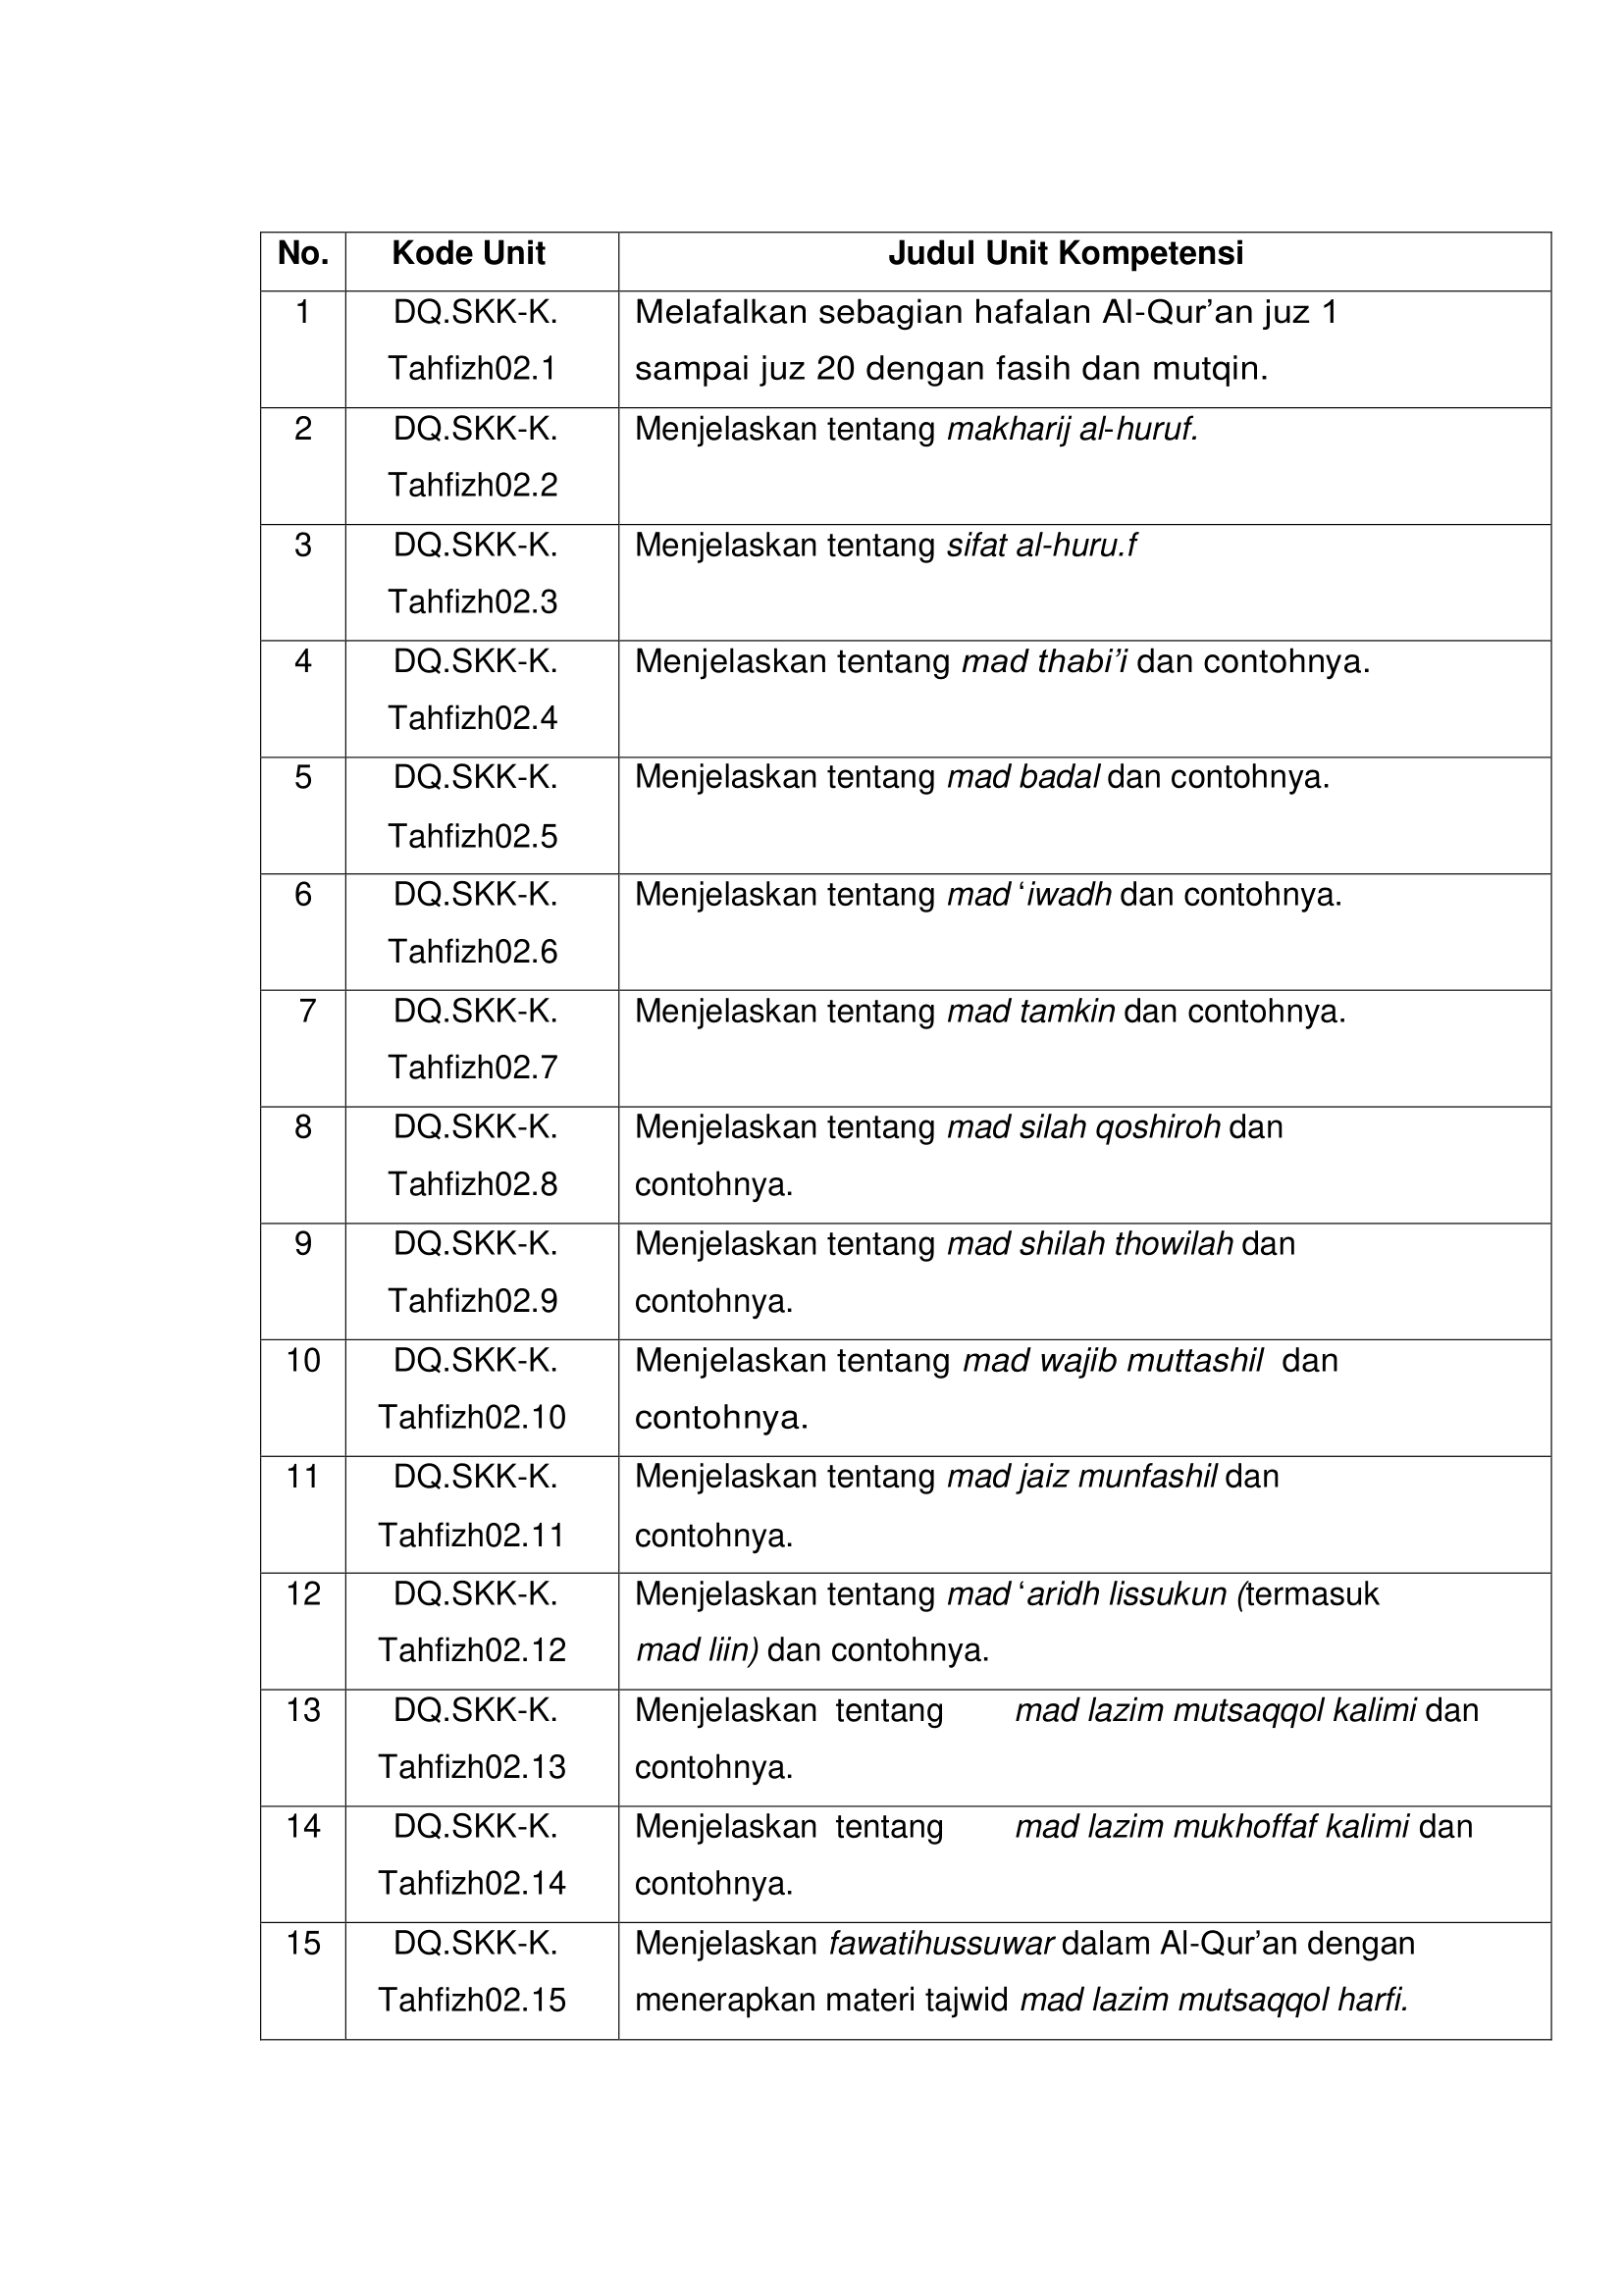 No. Kode Unit Judul Unit Kompetensi
1 DQ.SKK-K. Melafalkan sebagian hafalan Al-Qur’an juz 1
Tahfizh02.1 sampai juz 20 dengan fasih dan mutqin.
2 DQ.SKK-K. Menjelaskan tentang makharij al-huruf.
Tahfizh02.2
3 DQ.SKK-K. Menjelaskan tentang sifat al-huru.f
Tahfizh02.3
4 DQ.SKK-K. Menjelaskan tentang mad thabi’i dan contohnya.
Tahfizh02.4
5 DQ.SKK-K. Menjelaskan tentang mad badal dan contohnya.
Tahfizh02.5
6 DQ.SKK-K. Menjelaskan tentang mad ‘iwadh dan contohnya.
Tahfizh02.6
7 DQ.SKK-K. Menjelaskan tentang mad tamkin dan contohnya.
Tahfizh02.7
8 DQ.SKK-K. Menjelaskan tentang mad silah qoshiroh dan
Tahfizh02.8 contohnya.
9 DQ.SKK-K. Menjelaskan tentang mad shilah thowilah dan
Tahfizh02.9 contohnya.
10 DQ.SKK-K. Menjelaskan tentang mad wajib muttashil dan
Tahfizh02.10 contohnya.
11 DQ.SKK-K. Menjelaskan tentang mad jaiz munfashil dan
Tahfizh02.11 contohnya.
12 DQ.SKK-K. Menjelaskan tentang mad ‘aridh lissukun (termasuk
Tahfizh02.12 mad liin) dan contohnya.
13 DQ.SKK-K. Menjelaskan tentang mad lazim mutsaqqol kalimi dan
Tahfizh02.13 contohnya.
14 DQ.SKK-K. Menjelaskan tentang mad lazim mukhoffaf kalimi dan
Tahfizh02.14 contohnya.
15 DQ.SKK-K. Menjelaskan fawatihussuwar dalam Al-Qur’an dengan
Tahfizh02.15 menerapkan materi tajwid mad lazim mutsaqqol harfi.